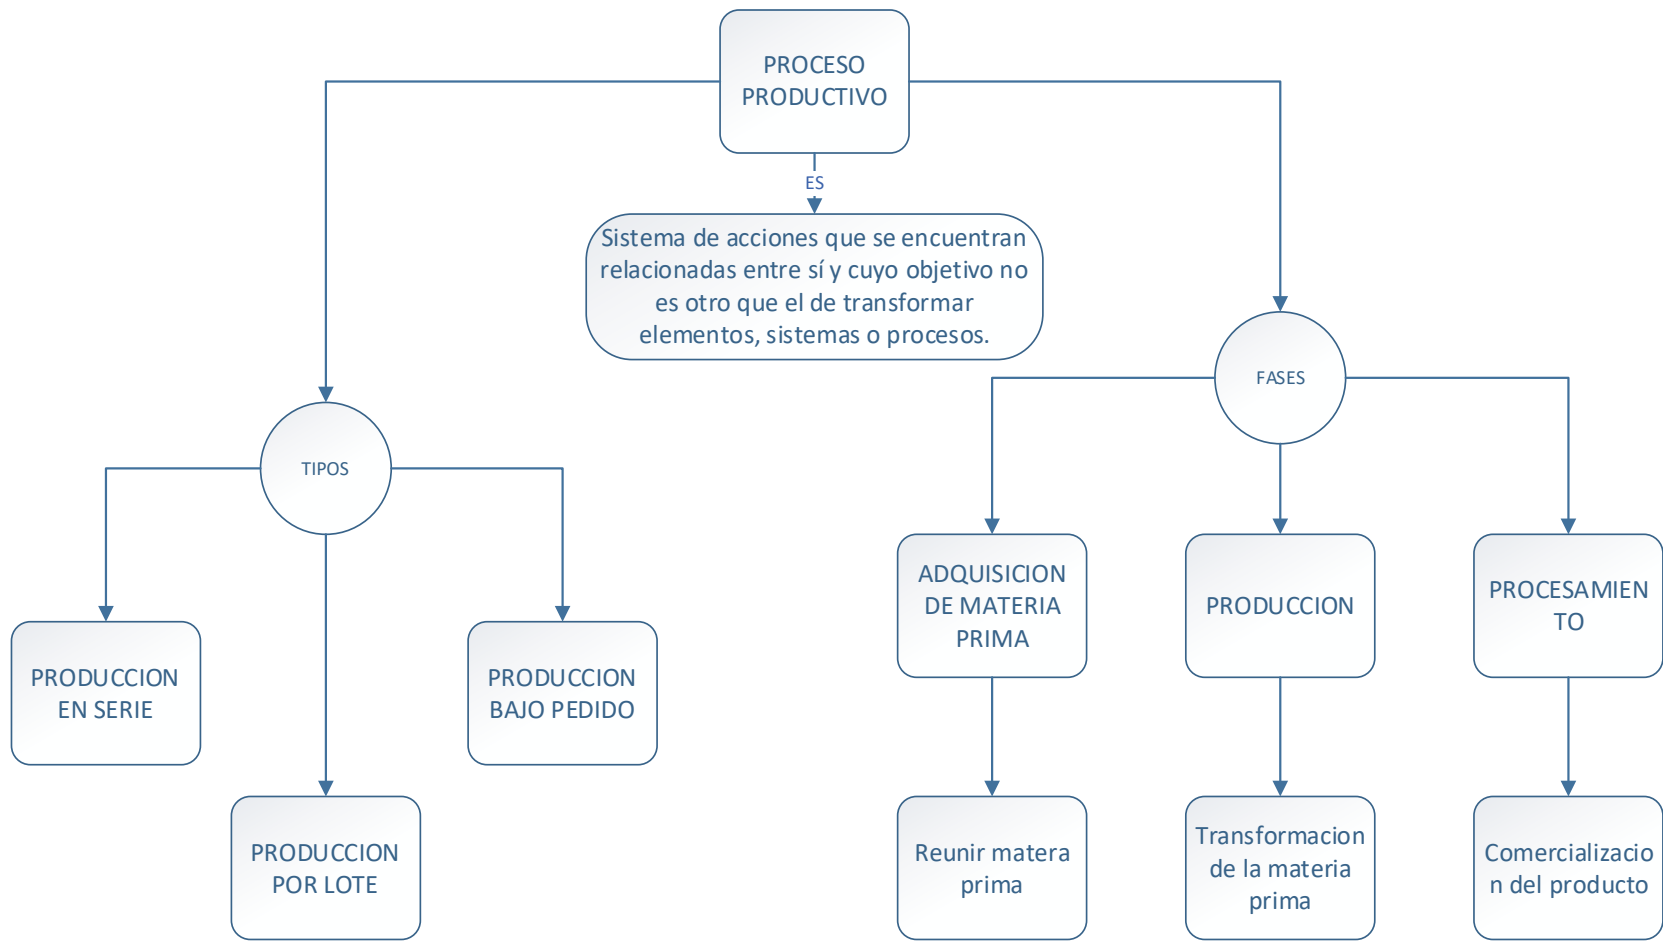 PROCESO
PRODUCTIVO
ES
Sistema de acciones que se encuentran
relacionadas entre sí y cuyo objetivo no
es otro que el de transformar
elementos, sistemas o procesos.
FASES
TIPOS
ADQUISICION
DE MATERIA
PRIMA
PRODUCCION
PROCESAMIEN
TO
PRODUCCION
EN SERIE
PRODUCCION
BAJO PEDIDO
PRODUCCION
POR LOTE
Reunir matera
prima
Transformacion
de la materia
prima
Comercializacio
n del producto